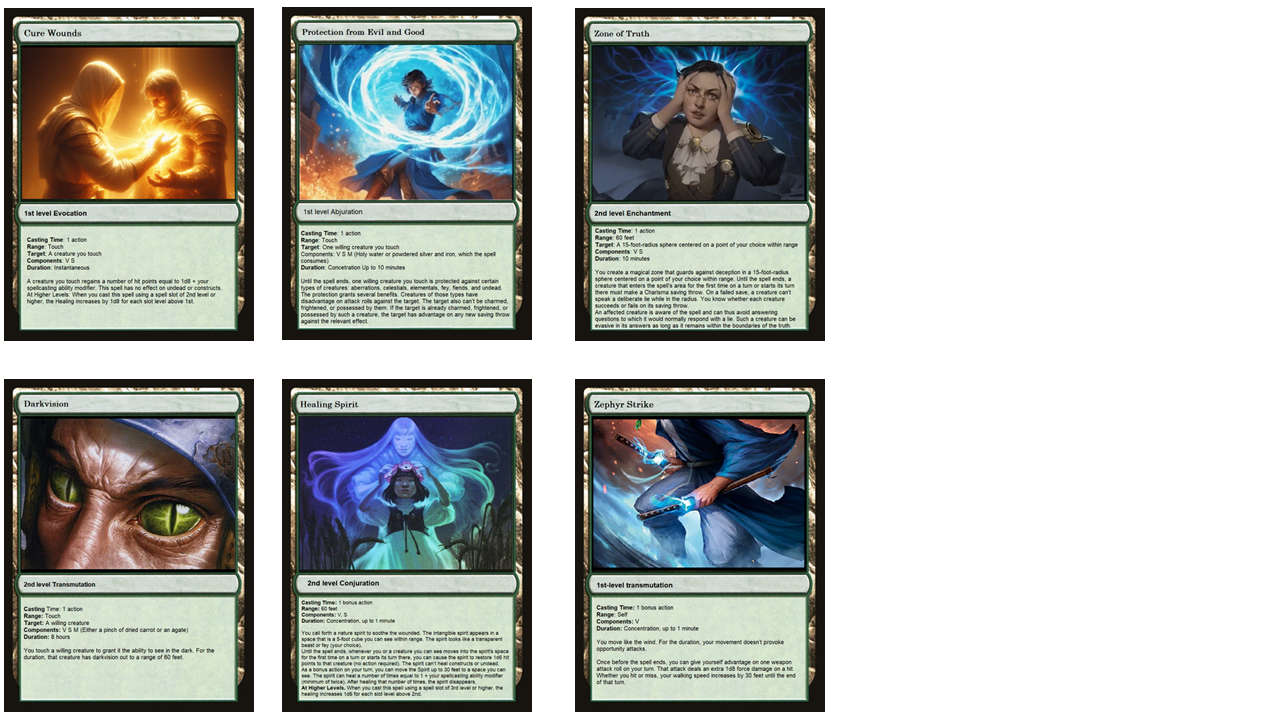 Cure Wounds
1st level Evocation
Casting Time: 1 action
Range: Touch
Target: A creature you touch
Components: V S
Duration: Instantaneous
A creature you touch regains a number of hit points equal to 1d8 + your
spellcasting ability modifier. This spell has no effect on undead or constructs.
At Higher Levels: When you cast this spell using a spell slot of 2nd level or
higher, the Healing increases by 1d8 for each slot level above 1st.
Protection from Evil and Good
1st level Abjuration
Casting Time: 1 action
Range: Touch
Target: One willing creature you touch
Components: V S M (Holy water or powdered silver and iron, which the spell
consumes)
Duration: Concetration Up to 10 minutes
Until the spell ends, one willing creature you touch is protected against certain
types of creatures: aberrations, celestials, elementals, fey, fiends, and undead.
The protection grants several benefits. Creatures of those types have
disadvantage on attack rolls against the target. The target also can't be charmed,
frightened, or possessed by them. If the target is already charmed, frightened, or
possessed by such a creature, the target has advantage on any new saving throw
against the relevant effect.
Zone of Truth
2nd level Enchantment
Casting Time: 1 action
Range: 60 feet
Target: A 15-foot-radius sphere centered on a point of your choice within range
Components: V S
Duration: 10 minutes
You create a magical zone that guards against deception in a 15-foot-radius
sphere centered on a point of your choice within range. Until the spell ends, a
creature that enters the spell's area for the first time on a turn or starts its turn
there must make a Charisma saving throw. On a failed save, a creature can't
speak a deliberate lie while in the radius. You know whether each creature
succeeds or fails on its saving throw.
An affected creature is aware of the spell and can thus avoid answering
questions to which it would normally respond with a lie. Such a creature can be
evasive in its answers as long as it remains within the boundaries of the truth
Darkvision
2nd level Transmutation
Casting Time: 1 action
Range: Touch
Target: A willing creature
Components: V S M (Either a pinch of dried carrot or an agate)
Duration: 8 hours
You touch a willing creature to grant it the ability to see in the dark. For the
duration, that creature has darkvision out to a range of 60 feet.
Healing Spirit
2nd level Conjuration
Casting Time: 1 bonus action
Range: 60 feet
Components: V, S
Duration: Concentration, up to 1 minute
You call forth a nature spirit to soothe the wounded. The intangible spirit appears in a
space that is a 5-foot cube you can see within range. The spirit looks like a transparent
beast or fey (your choice).
Until the spell ends, whenever you or a creature you can see moves into the spirit's space
for the first time on a turn or starts its turn there, you can cause the spirit to restore 1d6 hit
points to that creature (no action required). The spirit can't heal constructs or undead.
As a bonus action on your turn, you can move the Spirit up to 30 feet to a space you can
see. The spirit can heal a number of times equal to 1 + your spellcasting ability modifier
(minimum of twice). After healing that number of times, the spirit disappears.
At Higher Levels. When you cast this spell using a spell slot of 3rd level or higher, the
healing increases 1d6 for each slot level above 2nd.
Zephyr Strike
1st-level transmutation
Casting Time: 1 bonus action
Range: Self
Components: V
Duration: Concentration, up to 1 minute
You move like the wind. For the duration, your movement doesn't provoke
opportunity attacks.
Once before the spell ends, you can give yourself advantage on one weapon
attack roll on your turn. That attack deals an extra 1d8 force damage on a hit.
Whether you hit or miss, your walking speed increases by 30 feet until the end
of that turn.